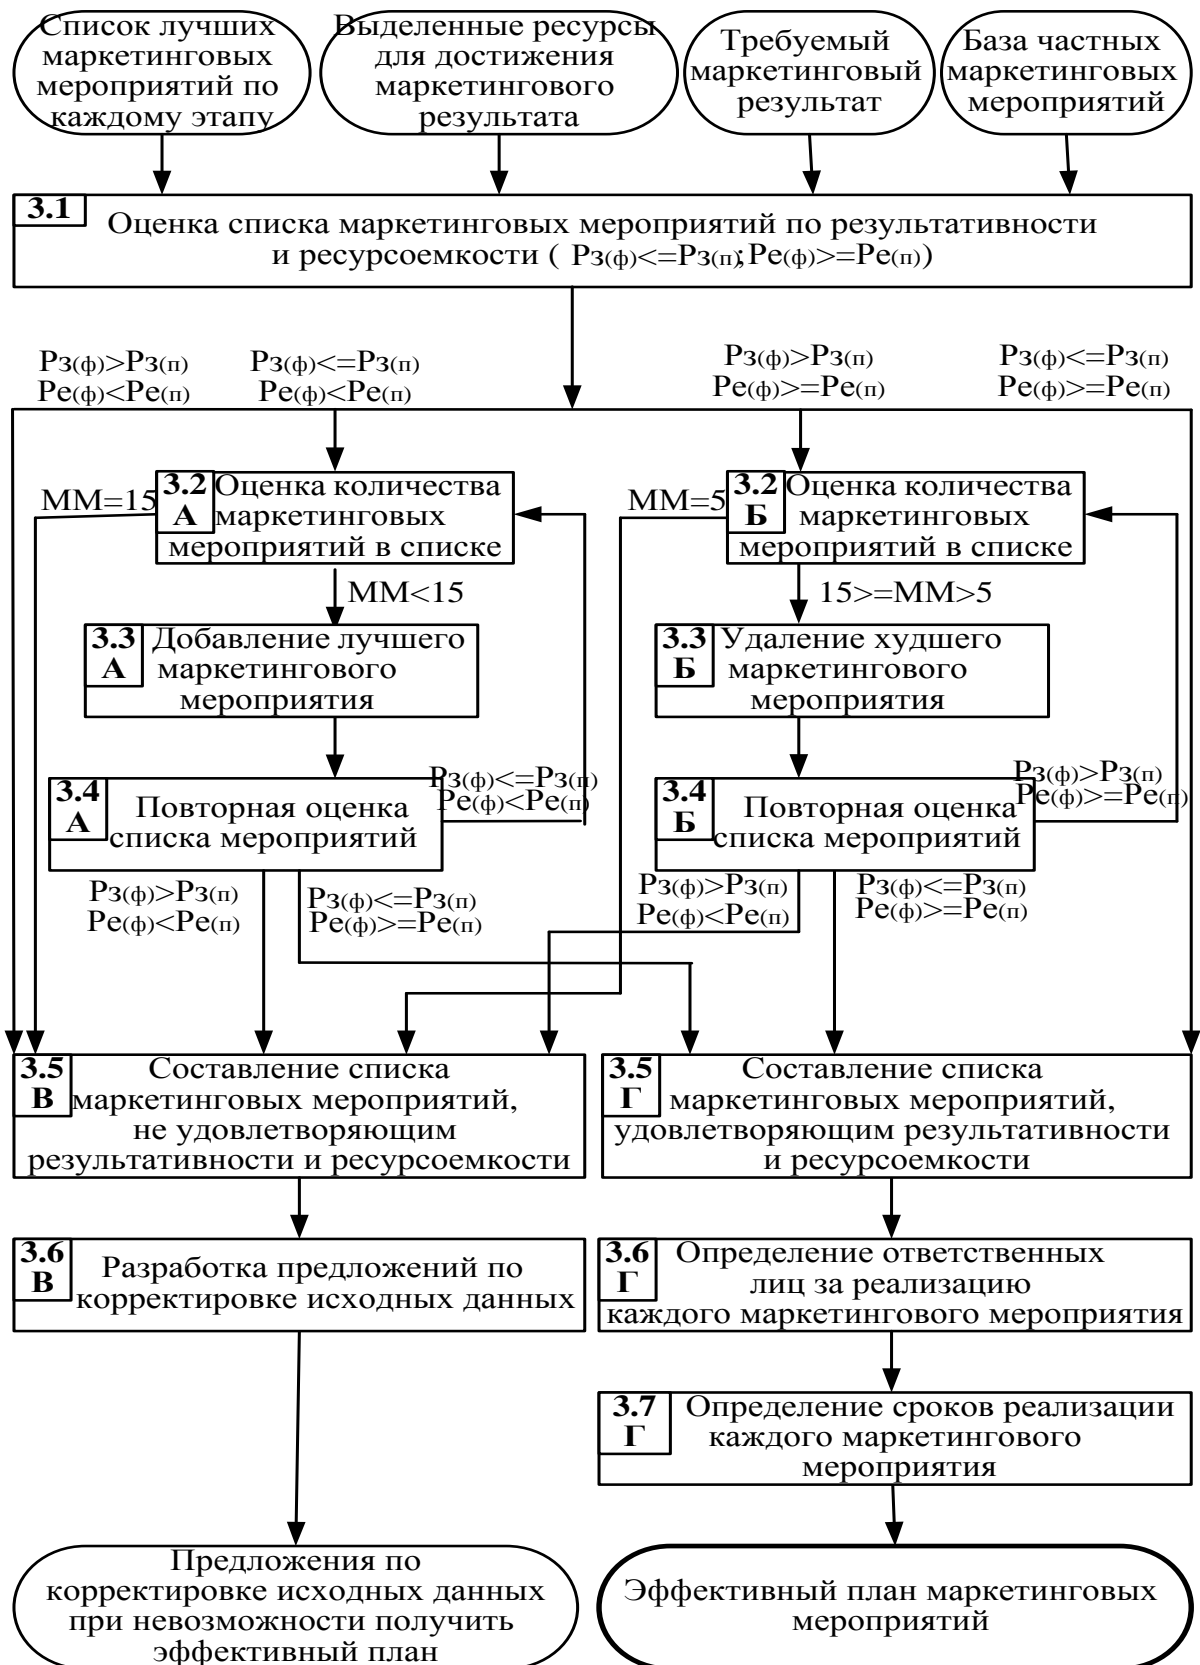 Список лучших
маркетинговых
мероприятий по
каждому этапу
Выделенные ресурсы
для достижения
маркетингового
результата
Требуемый
маркетинговый
результат
База частных
маркетинговых
мероприятий
3.1
Оценка списка маркетинговых мероприятий по результативности
и ресурсоемкости ( Рз(ф)<=Рз(п);Ре(ф)>=Ре(п))
Рз(ф)>Рз(п)
Ре(ф)<Ре(п)
Рз(ф)<=Рз(п)
Ре(ф)<Ре(п)
Рз(ф)>Рз(п)
Ре(ф)>=Ре(п)
Рз(ф)<=Рз(п)
Ре(ф)>=Ре(п)
ММ=15
3.2
А
Оценка количества
маркетинговых
мероприятий в списке
ММ=5
3.2
Б
Оценка количества
маркетинговых
мероприятий в списке
ММ<15
15>=ММ>5
3.3
А
Добавление лучшего
маркетингового
мероприятия
3.3
Б
Удаление худшего
маркетингового
мероприятия
3.4
А
Повторная оценка
списка мероприятий
Рз(ф)<=Рз(п)
Ре(ф)<Ре(п)
3.4
Б
Повторная оценка
списка мероприятий
Рз(ф)>Рз(п)
Ре(ф)>=Ре(п)
Рз(ф)>Рз(п)
Ре(ф)<Ре(п)
Рз(ф)<=Рз(п)
Ре(ф)>=Ре(п)
Рз(ф)>Рз(п)
Ре(ф)<Ре(п)
Рз(ф)<=Рз(п)
Ре(ф)>=Ре(п)
3.5
В
Составление списка
маркетинговых мероприятий,
не удовлетворяющим
результативности и ресурсоемкости
3.5
Г
Составление списка
маркетинговых мероприятий,
удовлетворяющим результативности
и ресурсоемкости
3.6
В
Разработка предложений по
корректировке исходных данных
3.6
Г
Определение ответственных
лиц за реализацию
каждого маркетингового мероприятия
3.7
Г
Определение сроков реализации
каждого маркетингового
мероприятия
Предложения по
корректировке исходных данных
при невозможности получить
эффективный план
Эффективный план маркетинговых
мероприятий